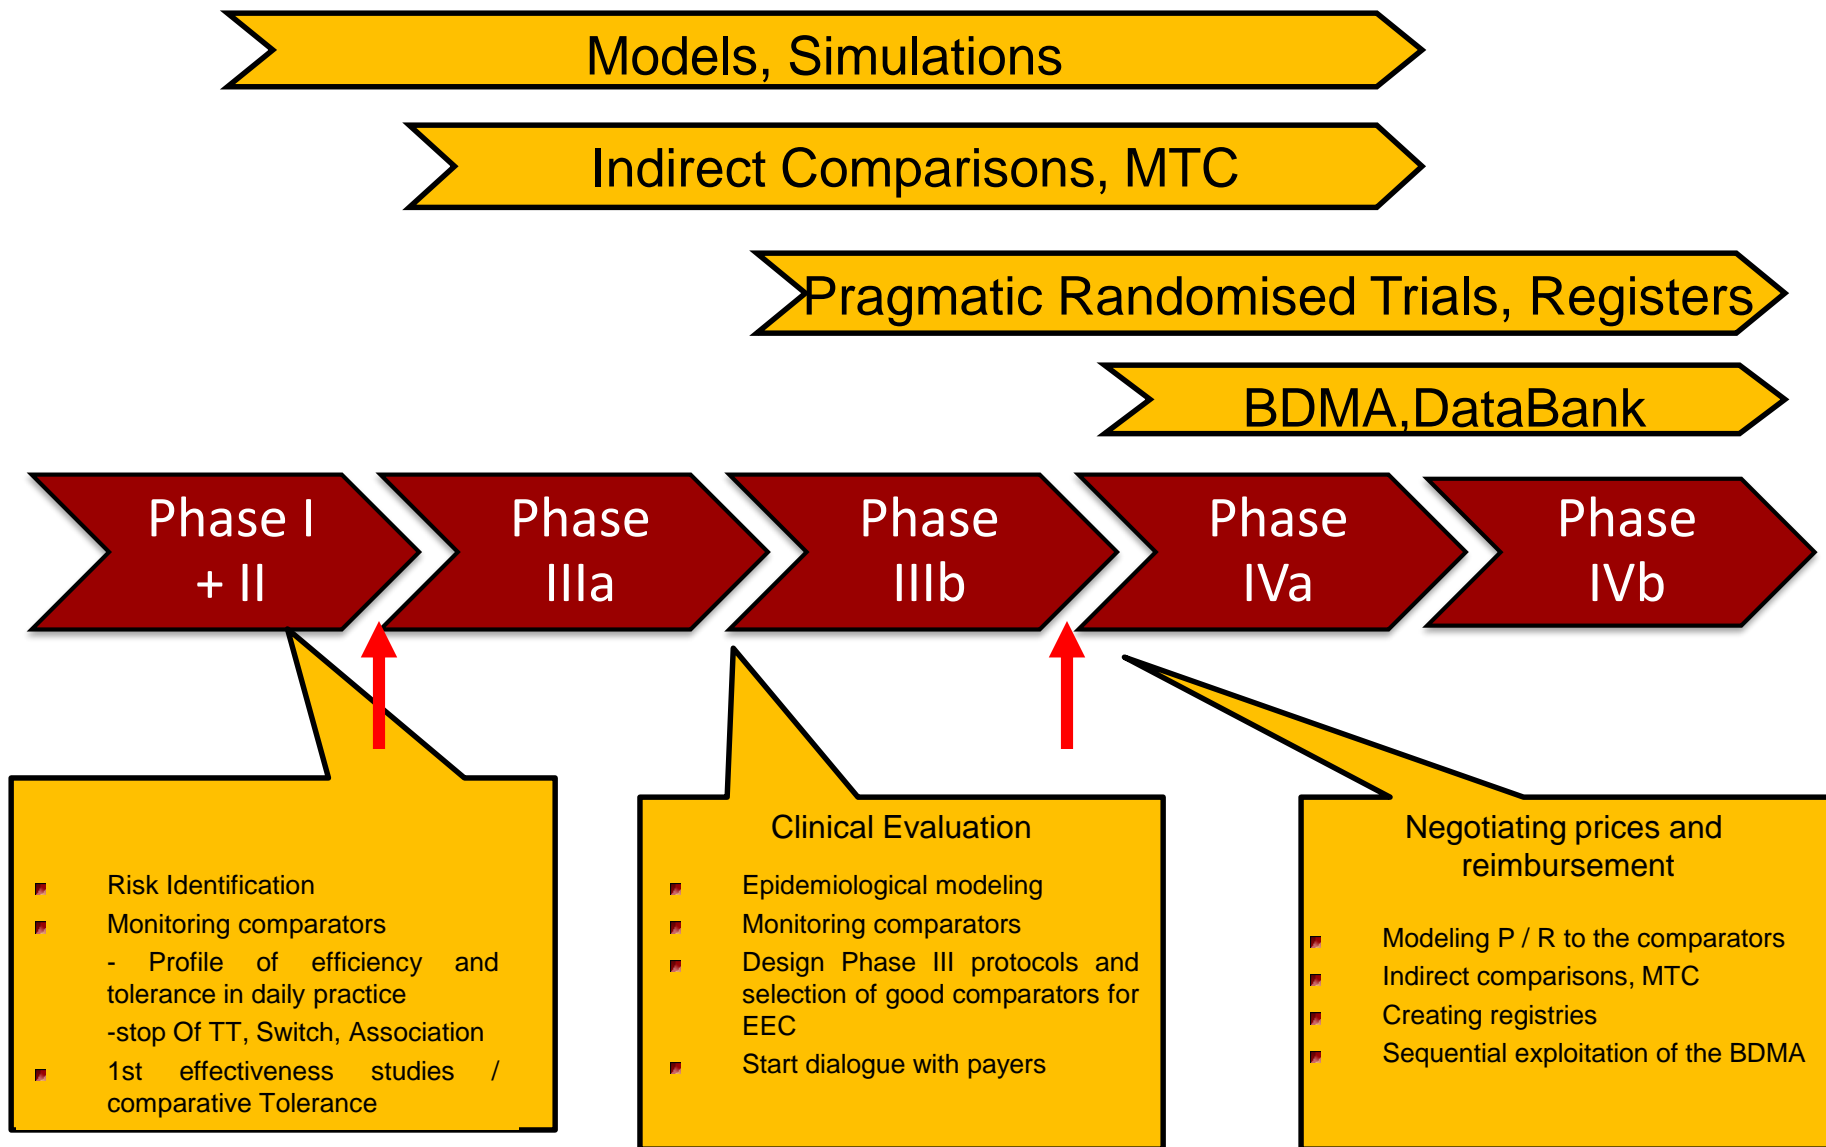 Models, Simulations
Indirect Comparisons, MTC
Pragmatic Randomised Trials, Registers
BDMA,DataBank
Phase I
+ II
Phase
IIIa
Phase
IIIb
Phase
IVa
Phase
IVb
Risk Identification
Monitoring comparators
- Profile of efficiency and
tolerance in daily practice
-stop Of TT, Switch, Association
1st effectiveness studies /
comparative Tolerance
Clinical Evaluation
Epidemiological modeling
Monitoring comparators
Design Phase III protocols and
selection of good comparators for
EEC
Start dialogue with payers
Negotiating prices and
reimbursement
Modeling P / R to the comparators
Indirect comparisons, MTC
Creating registries
Sequential exploitation of the BDMA